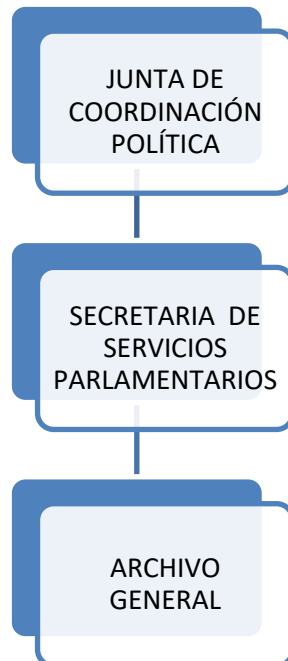 JUNTA DE
COORDINACIÓN
POLÍTICA
SECRETARIA DE
SERVICIOS
PARLAMENTARIOS
ARCHIVO
GENERAL